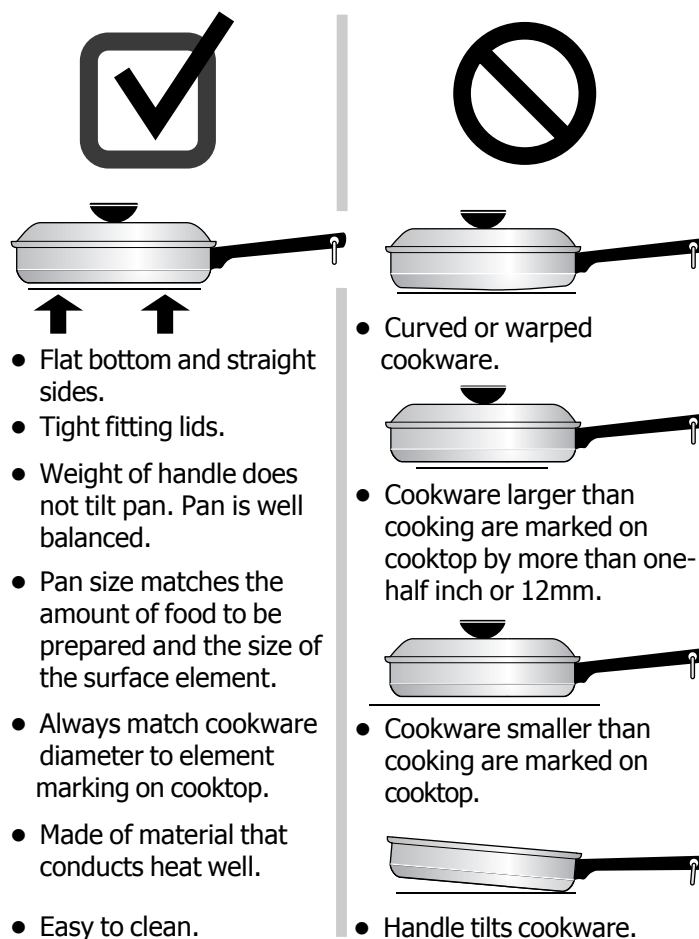 • Flat bottom and straight
sides.
• Tight fitting lids.
• Weight of handle does
not tilt pan. Pan is well
balanced.
• Pan size matches the
amount of food to be
prepared and the size of
the surface element.
• Always match cookware
diameter to element
marking on cooktop.
• Made of material that
conducts heat well.
• Easy to clean.
• Curved or warped
cookware.
• Cookware larger than
cooking are marked on
cooktop by more than one-
half inch or 12mm.
• Cookware smaller than
cooking are marked on
cooktop.
• Handle tilts cookware.